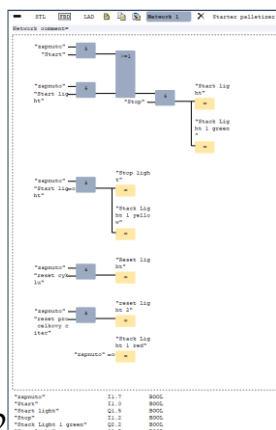 STL FBD LAD Network 1 Starter palletizer
Network comment=
"zapnuto"
"Start"
&
>=1
"zapnuto"
"Start lig
ht"
&
"Stop"
&
"Start lig
ht"
=
"Stack Lig
ht 1 green
"
=
"zapnuto"
"Start lig
ht"
&
"Stop ligh
t"
=
"Stack Lig
ht 1 yello
w"
=
"zapnuto"
"reset cyk
lu"
&
"Reset lig
ht"
=
"zapnuto"
"reset pro
celkovy c
iter"
&
"reset lig
ht 2"
=
"Stack Lig
ht 1 red"
"zapnuto"
=
"zapnuto" I1.7 BOOL
"Start" I1.0 BOOL
"Start light" Q1.6 BOOL
"Stop" BOOL
"Stack Light 1 green" Q2.2 BOOL
2